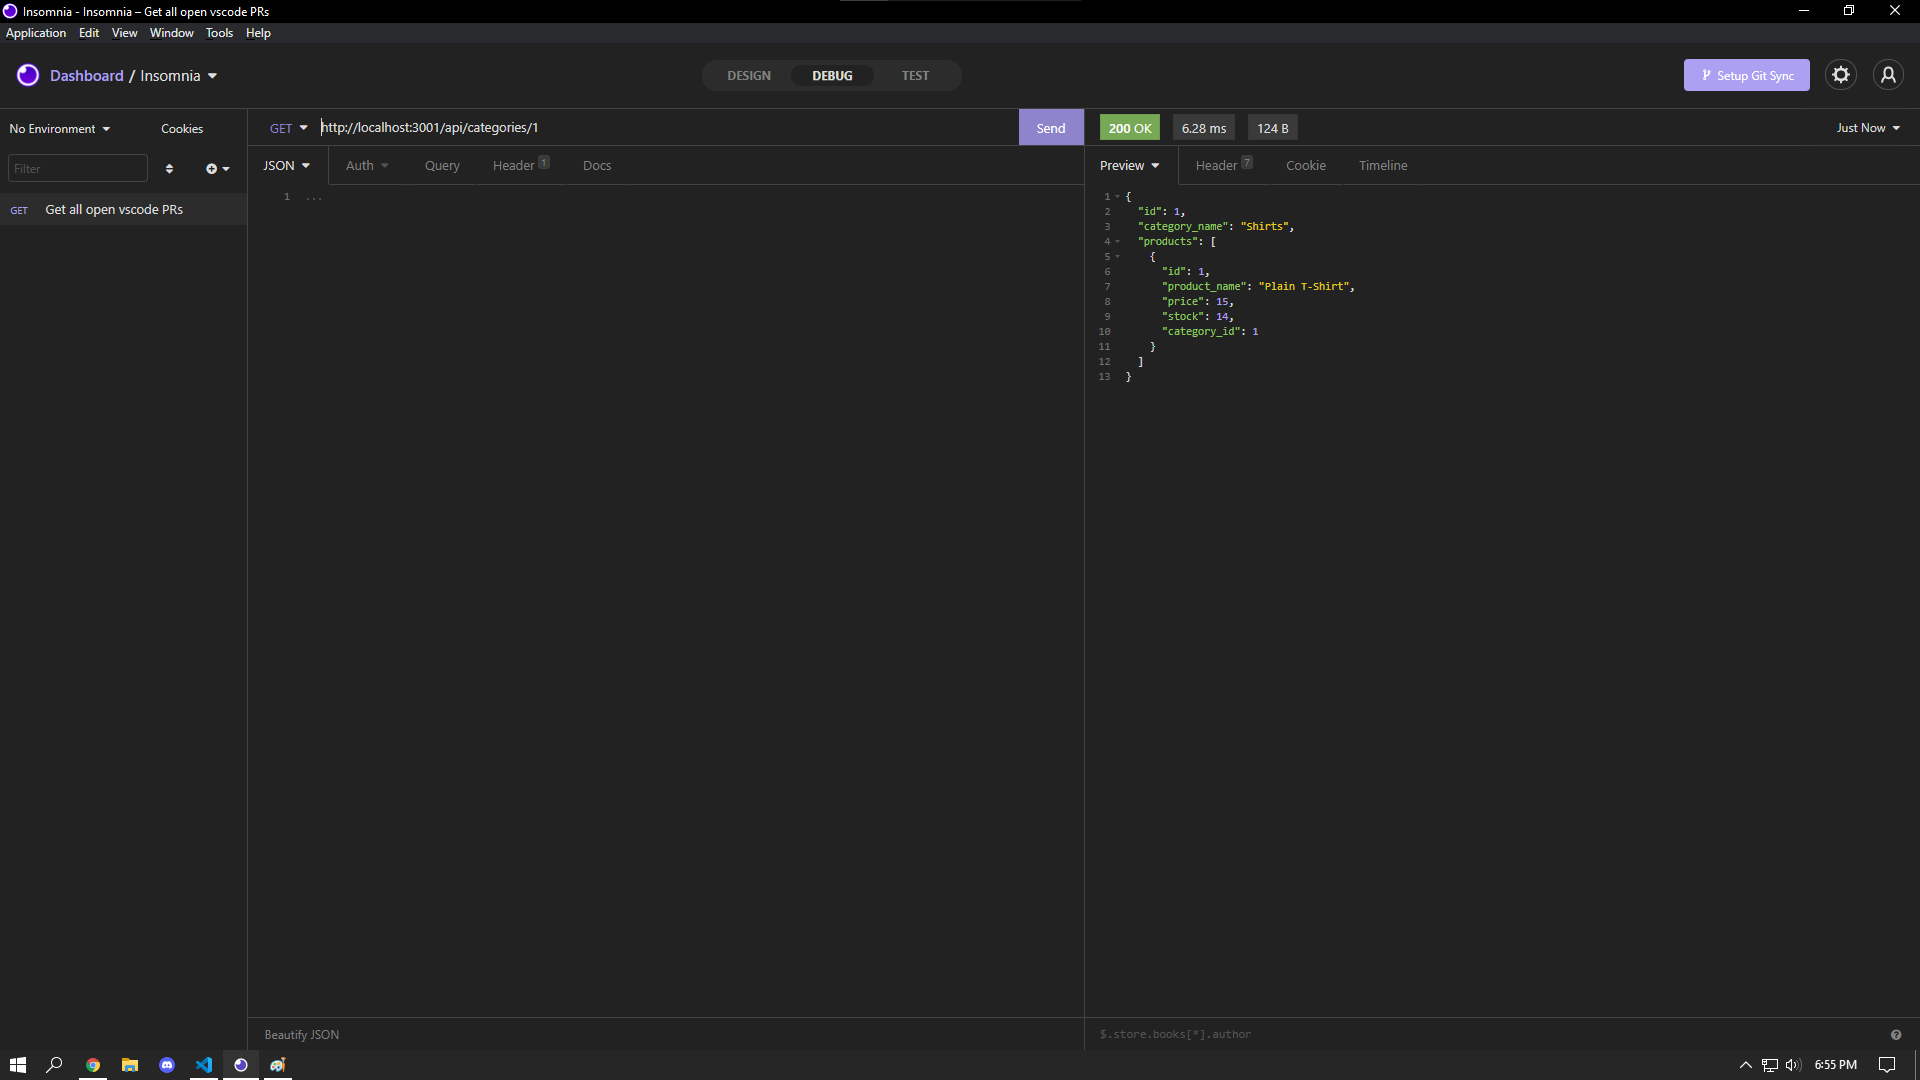 Insomnia - Insomnia – Get all open vscode PRs
Application Edit View Window Tools Help
Dashboard / Insomnia
DESIGN DEBUG TEST
Setup Git Sync
No Environment Cookies
GET http://localhost:3001/api/categories/1 Send
200 OK 6.28 ms 124 B Just Now
Filter
JSON Auth Query Header 1 Docs
Preview Header 7 Cookie Timeline
GET Get all open vscode PRs
1 ...
1 {
2 "id": 1,
3 "category_name": "Shirts",
4 "products": [
5 {
6 "id": 1,
7 "product_name": "Plain T-Shirt",
8 "price": 15,
9 "stock": 14,
10 "category_id": 1
11 }
12 ]
13 }
Beautify JSON
$.store.books[*].author
6:55 PM